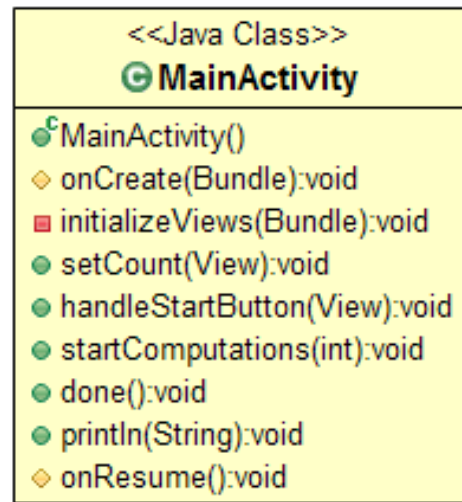 <<Java Class>>
C MainActivity
C MainActivity()
onCreate(Bundle):void
initializeViews(Bundle):void
setCount(View):void
handleStartButton(View):void
startComputations(int):void
done():void
println(String):void
onResume():void